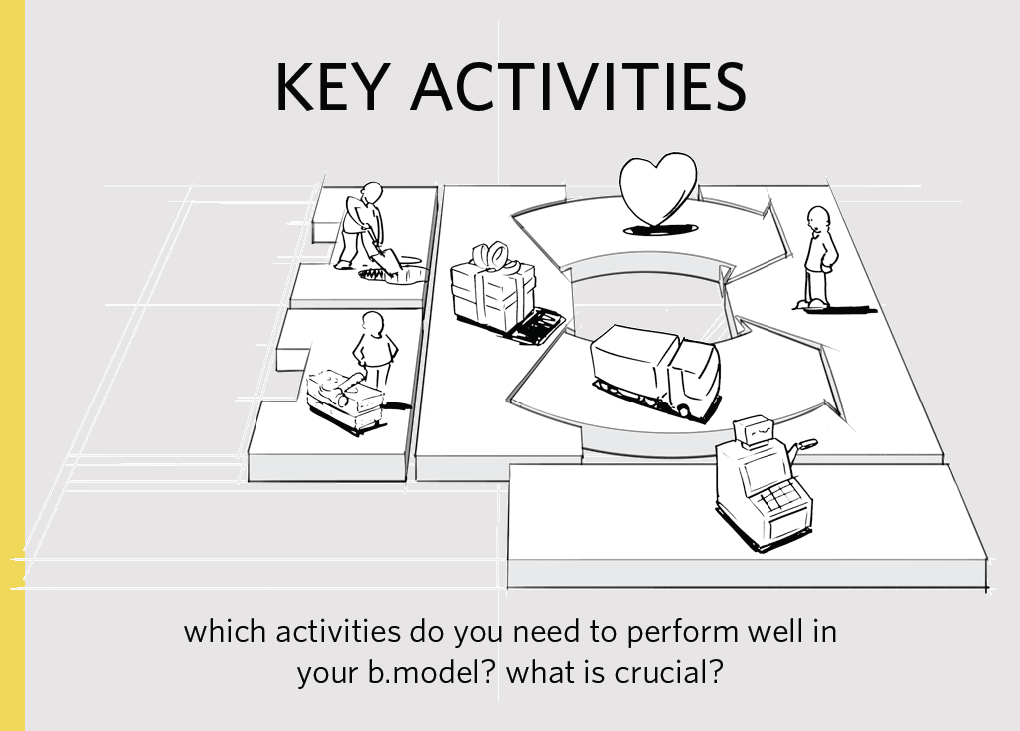 KEY ACTIVITIES
which activities do you need to perform well in
your b.model? what is crucial?